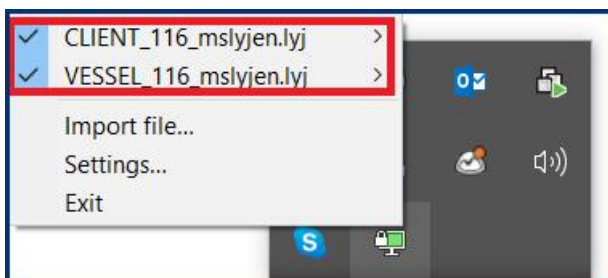 CLIENT_116_mslyjen.lyj
VESSEL_116_mslyjen.lyj
Import file...
Settings...
Exit